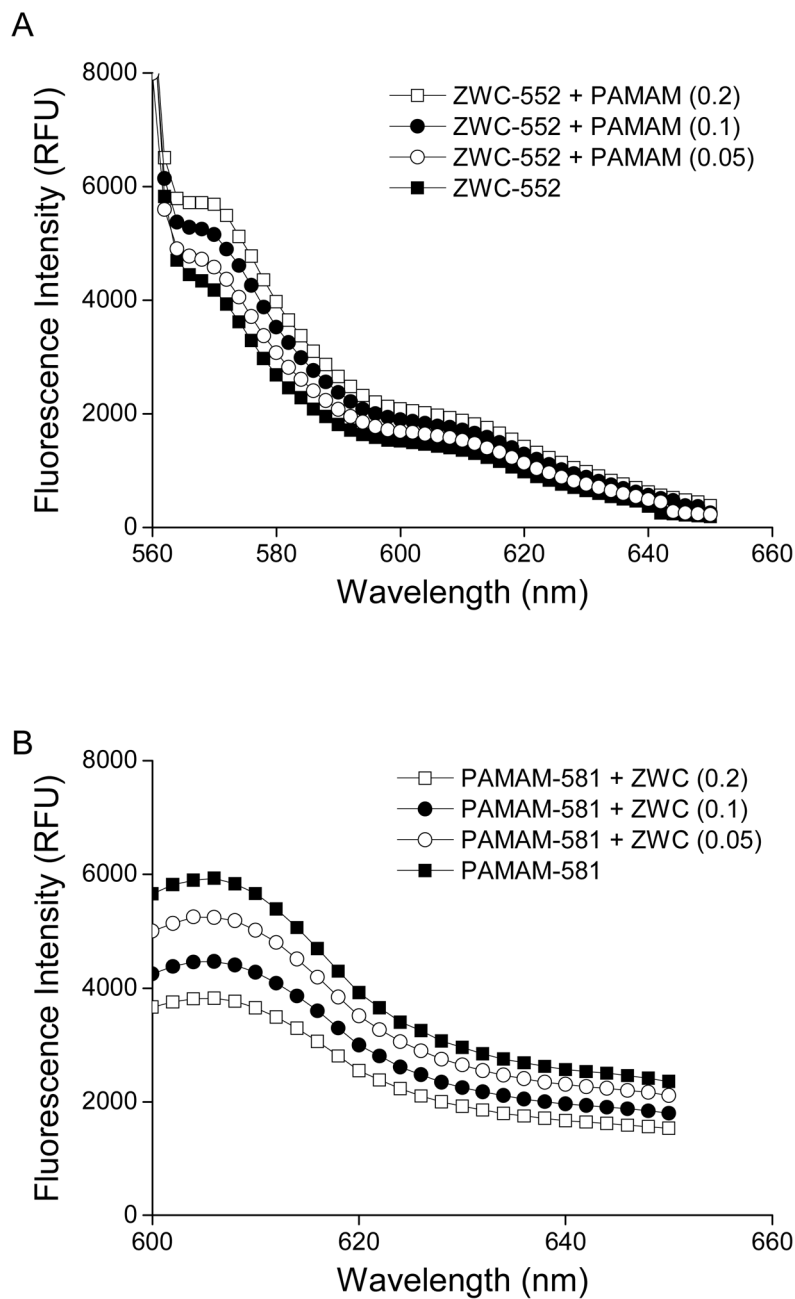 A
Fluorescence Intensity (RFU)
8000
6000
4000
2000
0
ZWC-552 + PAMAM (0.2)
ZWC-552 + PAMAM (0.1)
ZWC-552 + PAMAM (0.05)
ZWC-552
560 580 600 620 640 660
Wavelength (nm)
B
Fluorescence Intensity (RFU)
8000
6000
4000
2000
0
PAMAM-581 + ZWC (0.2)
PAMAM-581 + ZWC (0.1)
PAMAM-581 + ZWC (0.05)
PAMAM-581
600 620 640 660
Wavelength (nm)